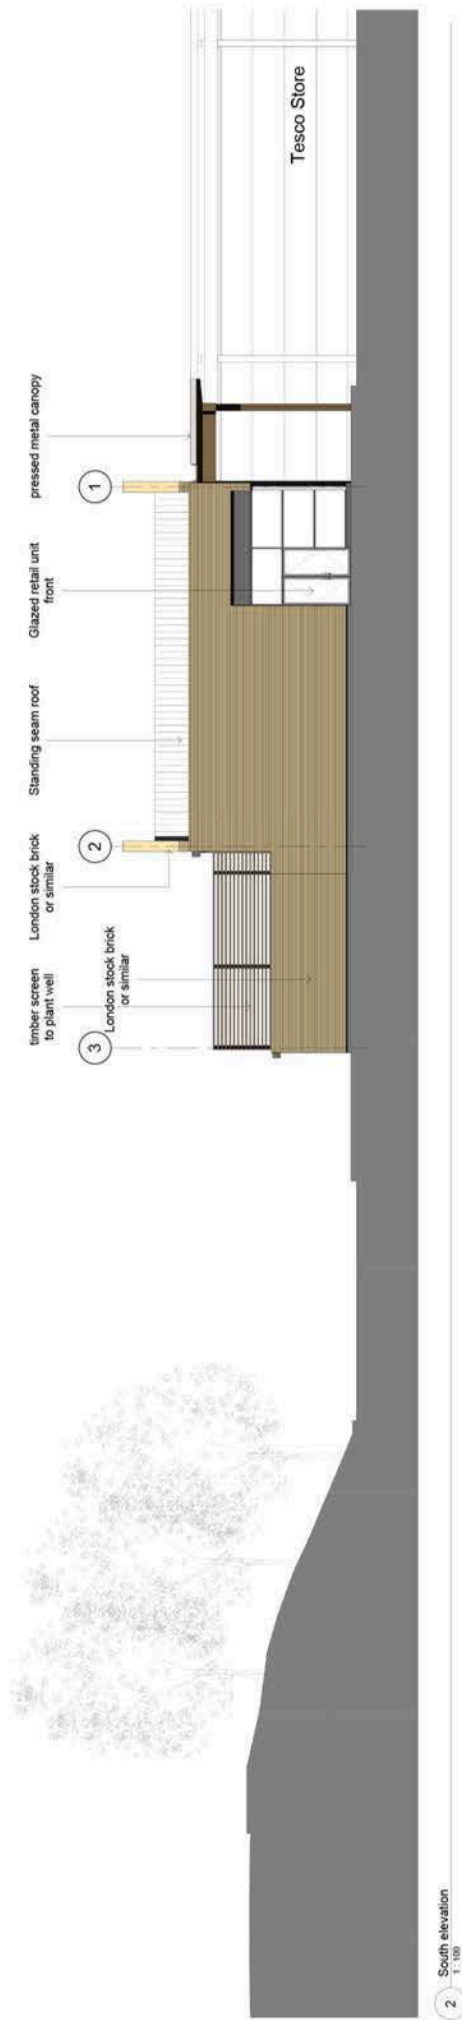 timber screen
to plant well
London stock brick
or similar
Standing seam roof
Glazed retail unit
front
pressed metal canopy
3
London stock brick
or similar
2
1
Tesco Store
2
South elevation
1 : 100